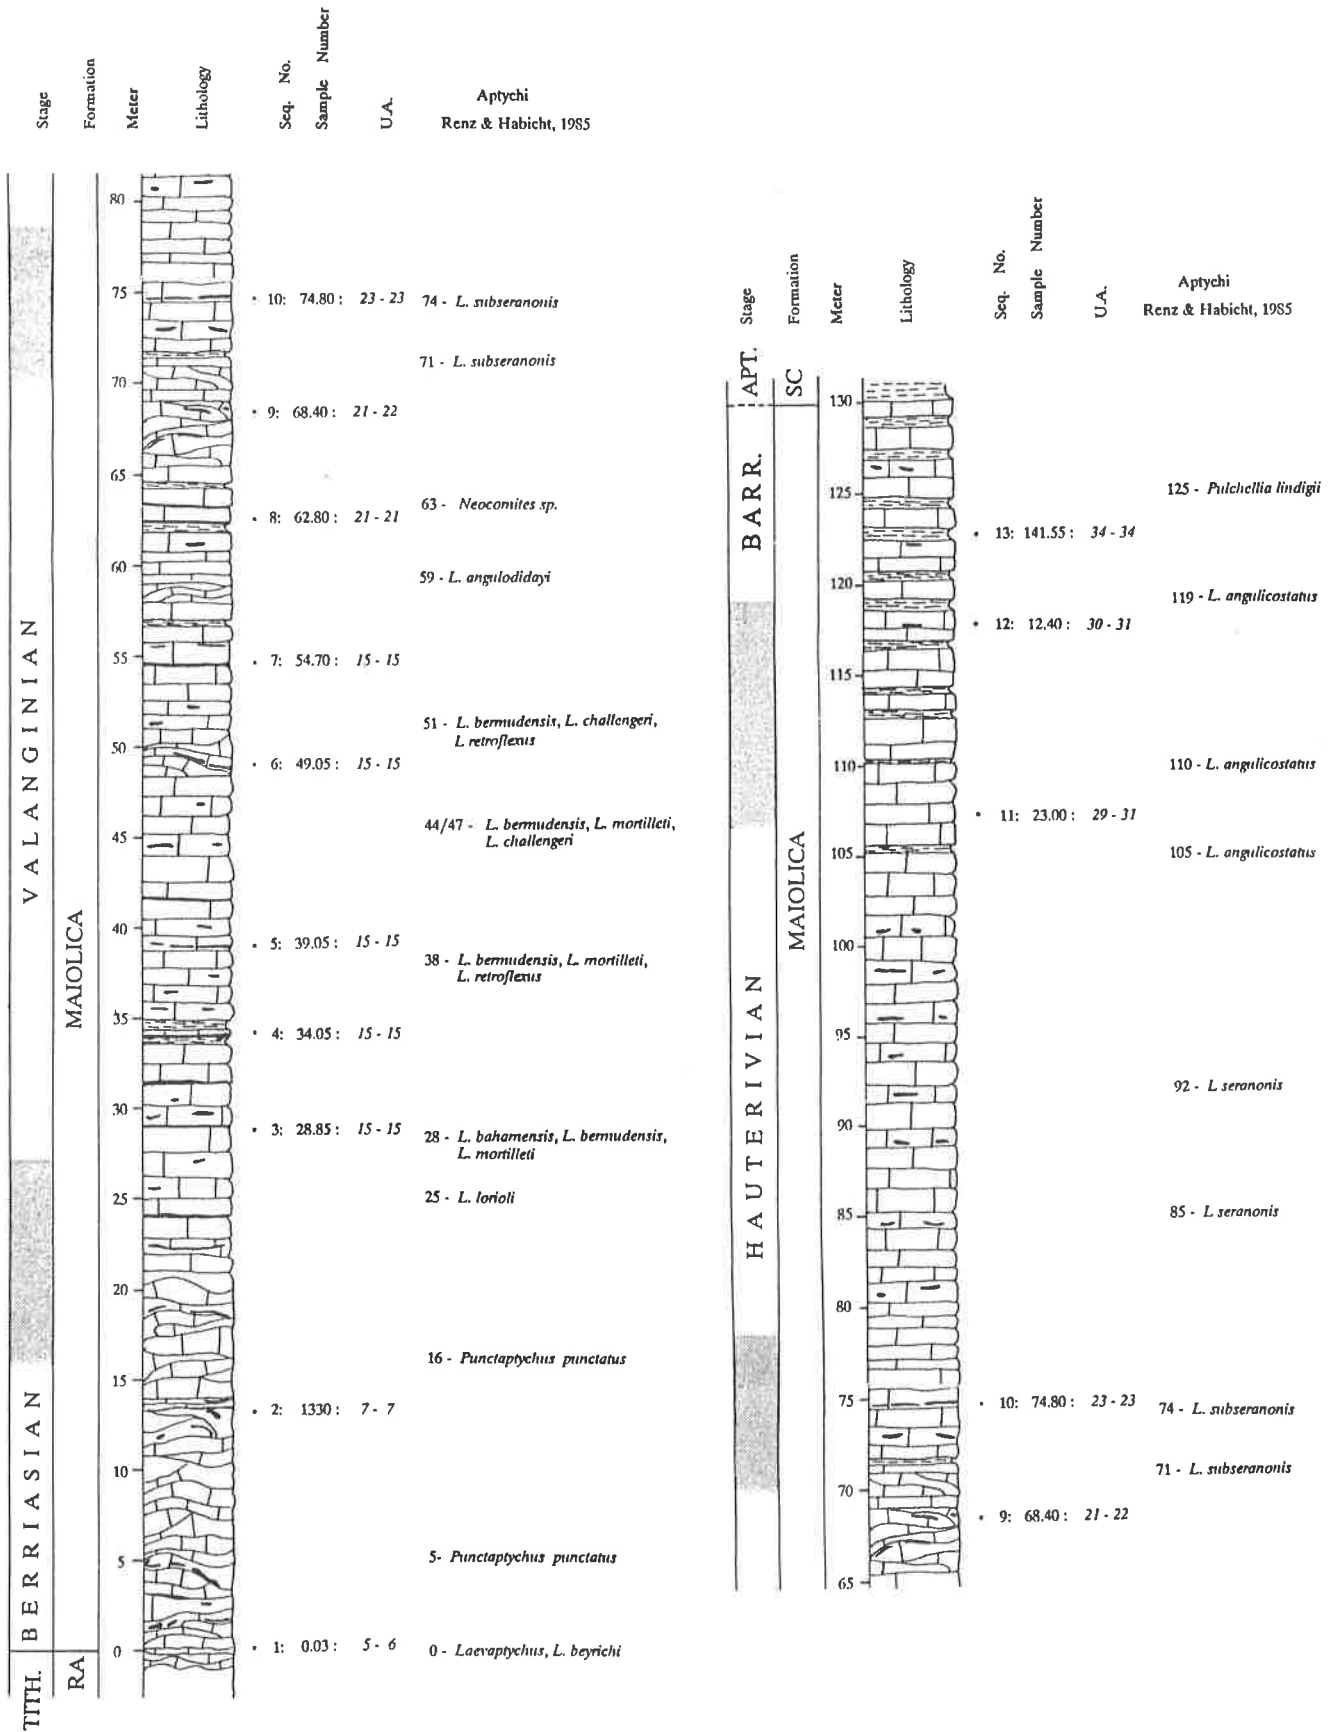 Stage
Formation
Meter
Lithology
Seq. No.
Sample Number
U.A.
Aptychi
Renz & Habicht, 1985
80
75
70
65
60
55
50
45
40
35
30
25
20
15
10
5
0
VALANGINIAN
BERRIASIAN
TITH.
MAIOLICA
RA
10: 74.80 : 23 - 23
74 - L. subseranonis
71 - L. subseranonis
9: 68.40 : 21 - 22
63 - Neocomites sp.
8: 62.80 : 21 - 21
59 - L. angulodidayi
7: 54.70 : 15 - 15
51 - L. bermudensis, L. challengeri,
L retroflexus
6: 49.05 : 15 - 15
44/47 - L. bermudensis, L. mortilleti,
L. challengeri
5: 39.05 : 15 - 15
38 - L. bermudensis, L. mortilleti,
L. retroflexus
4: 34.05 : 15 - 15
3: 28.85 : 15 - 15
28 - L. bahamensis, L. bermudensis,
L. mortilleti
25 - L. lorioli
16 - Punctaptychus punctatus
2: 1330 : 7 - 7
5- Punctaptychus punctatus
1: 0.03 : 5 - 6
0 - Laevaptychus, L. beyrichi
Stage
Formation
Meter
Lithology
Seq. No.
Sample Number
U.A.
Aptychi
Renz & Habicht, 1985
APT.
SC
BARR.
HAUTERIVIAN
MAIOLICA
130
125
120
115
110
105
100
95
90
85
80
75
70
65
125 - Pulchellia lindigii
13: 141.55 : 34 - 34
119 - L. angulicostatus
12: 12.40 : 30 - 31
110 - L. angulicostatus
11: 23.00 : 29 - 31
105 - L. angulicostatus
92 - L seranonis
85 - L seranonis
10: 74.80 : 23 - 23
74 - L. subseranonis
71 - L. subseranonis
9: 68.40 : 21 - 22